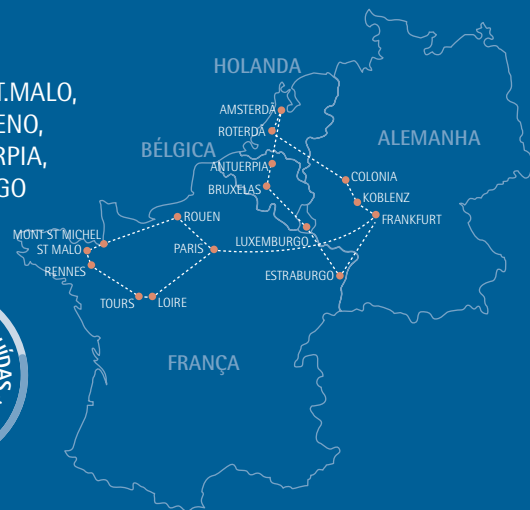 T.MALO,
ENO,
RPIA,
GO
HOLANDA
AMSTERDÃ
ROTERDÃ
BÉLGICA
ALEMANHA
ANTUERPIA
BRUXELAS
COLONIA
KOBLENZ
FRANKFURT
ROUEN
MONT ST MICHEL
ST MALO
PARIS
LUXEMBURGO
RENNES
ESTRABURGO
TOURS
LOIRE
FRANÇA
UÍDAS